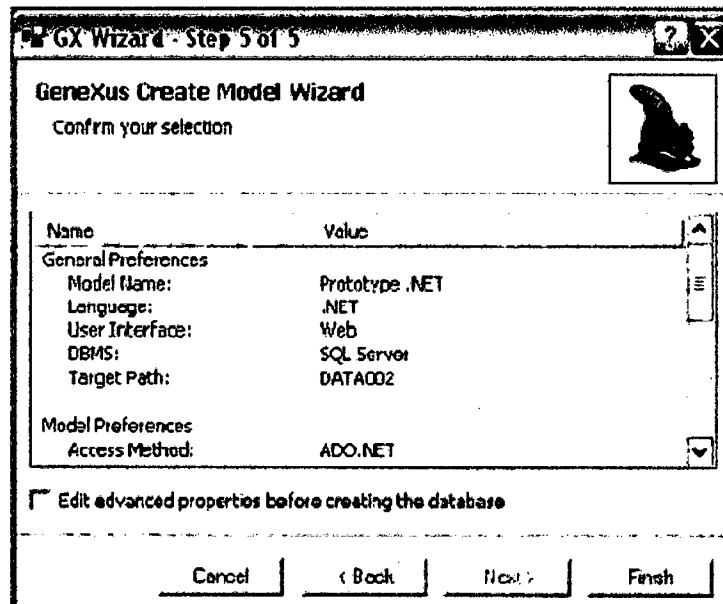 GX Wizard - Step 5 of 5
GeneXus Create Model Wizard
Confirm your selection
Name Value
General Preferences
Model Name: Prototype .NET
Language: .NET
User Interface: Web
DBMS: SQL Server
Target Path: DATA002
Model Preferences
Access Method: ADO.NET
Edit advanced properties before creating the database
Cancel < Back Next > Finish